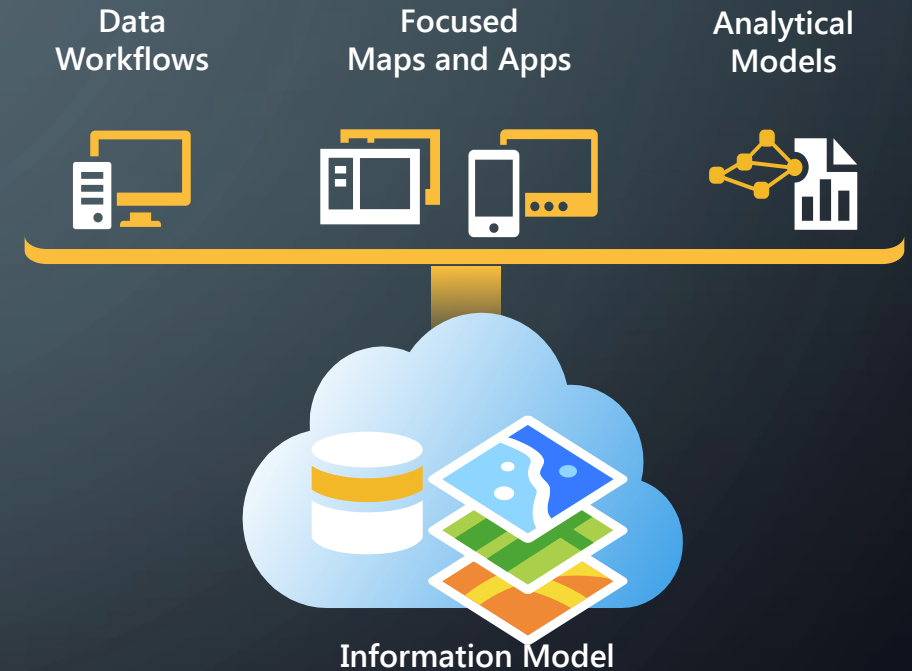 Data
Workflows
Focused
Maps and Apps
Analytical
Models
Information Model